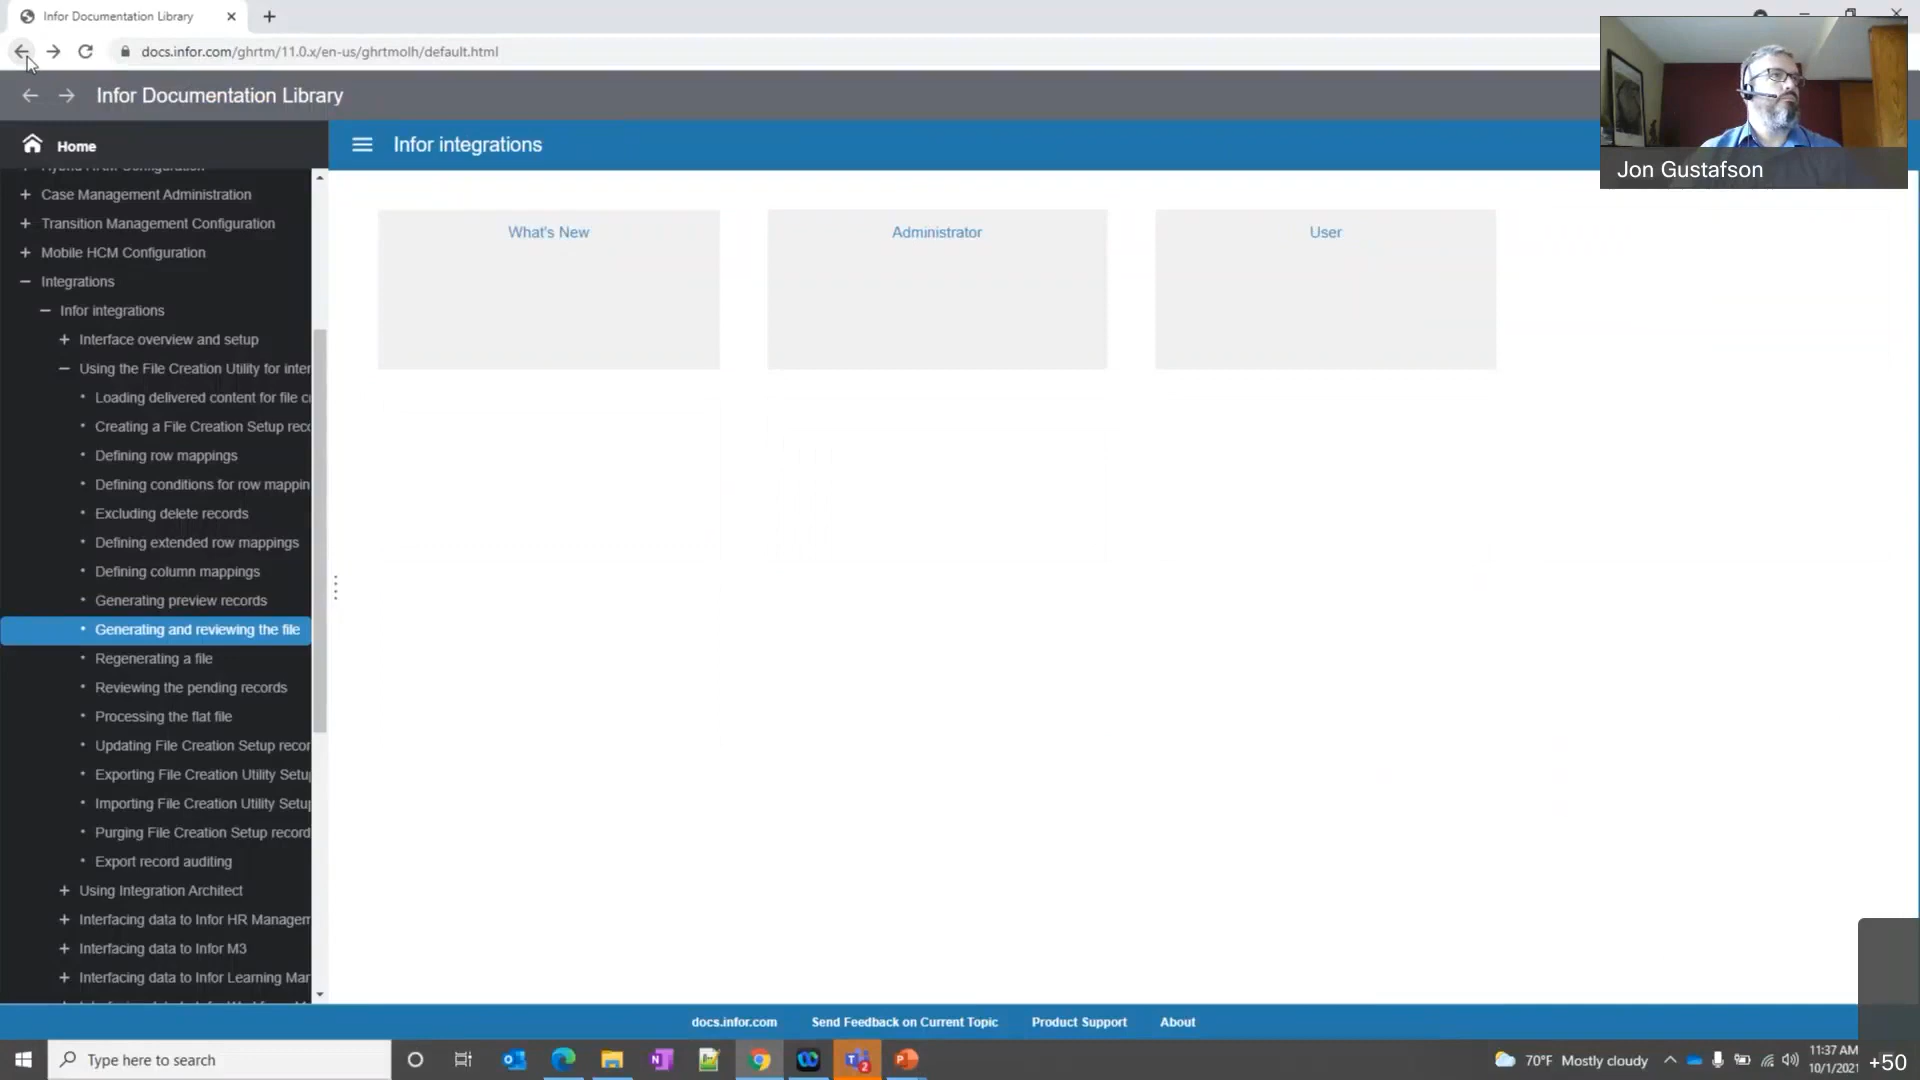 Infor Documentation Library
docs.infor.com/ghrtm/11.0.x/en-us/ghrtmolh/default.html
Infor Documentation Library
Home
Infor integrations
Jon Gustafson
Case Management Administration
Transition Management Configuration
Mobile HCM Configuration
Integrations
Infor integrations
Interface overview and setup
Using the File Creation Utility for inter
Loading delivered content for file c
Creating a File Creation Setup reco
Defining row mappings
Defining conditions for row mappin
Excluding delete records
Defining extended row mappings
Defining column mappings
Generating preview records
Generating and reviewing the file
Regenerating a file
Reviewing the pending records
Processing the flat file
Updating File Creation Setup recor
Exporting File Creation Utility Setu
Importing File Creation Utility Setup
Purging File Creation Setup record
Export record auditing
Using Integration Architect
Interfacing data to Infor HR Managem
Interfacing data to Infor M3
Interfacing data to Infor Learning Mar
What's New
Administrator
User
docs.infor.com
Send Feedback on Current Topic
Product Support
About
Type here to search
70°F Mostly cloudy
11:37 AM
10/1/2021
+50